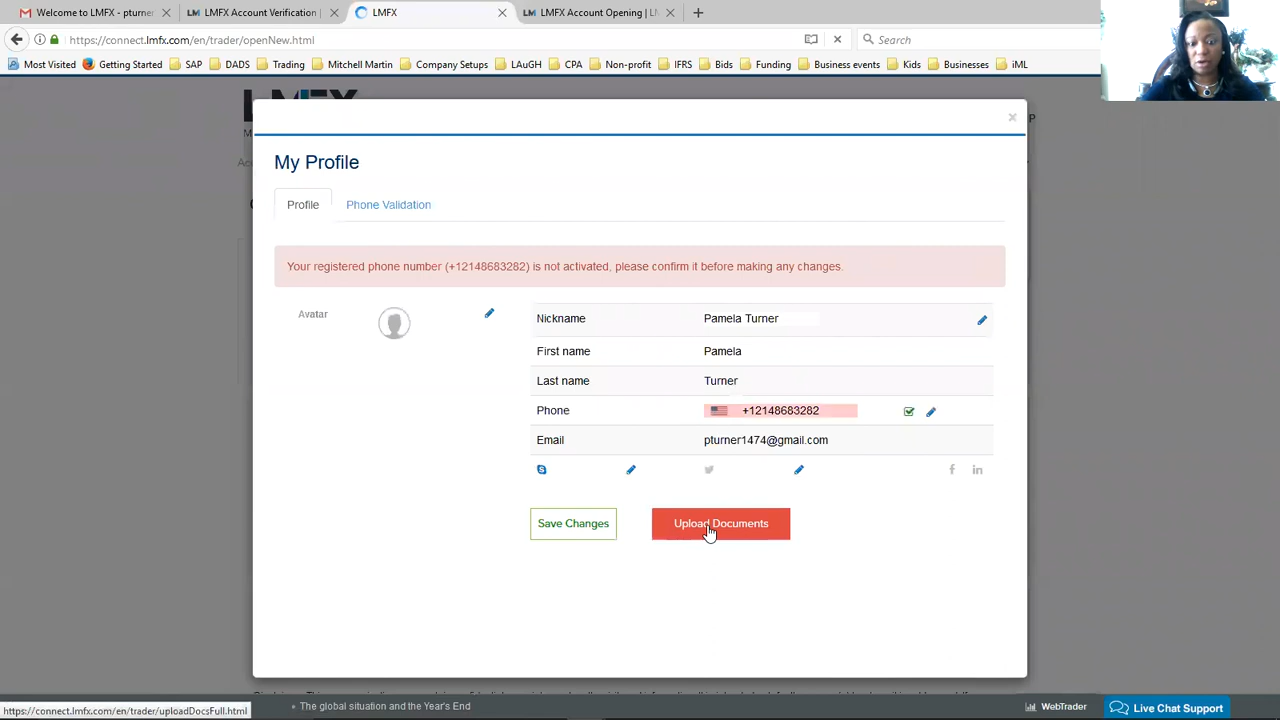 Welcome to LMFX - pturner
LMFX Account Verification |
LMFX
LMFX Account Opening | LM
https://connect.lmfx.com/en/trader/openNew.html
Search
Most Visited
Getting Started
SAP
DADS
Trading
Mitchell Martin
Company Setups
LAuGH
CPA
Non-profit
IFRS
Bids
Funding
Business events
Kids
Businesses
iML
LMFX
My Profile
Profile
Phone Validation
Your registered phone number (+12148683282) is not activated, please confirm it before making any changes.
Avatar
Nickname Pamela Turner
First name Pamela
Last name Turner
Phone +12148683282
Email pturner1474@gmail.com
Save Changes
Upload Documents
The global situation and the Year's End
WebTrader
Live Chat Support
https://connect.lmfx.com/en/trader/uploadDocsFull.html